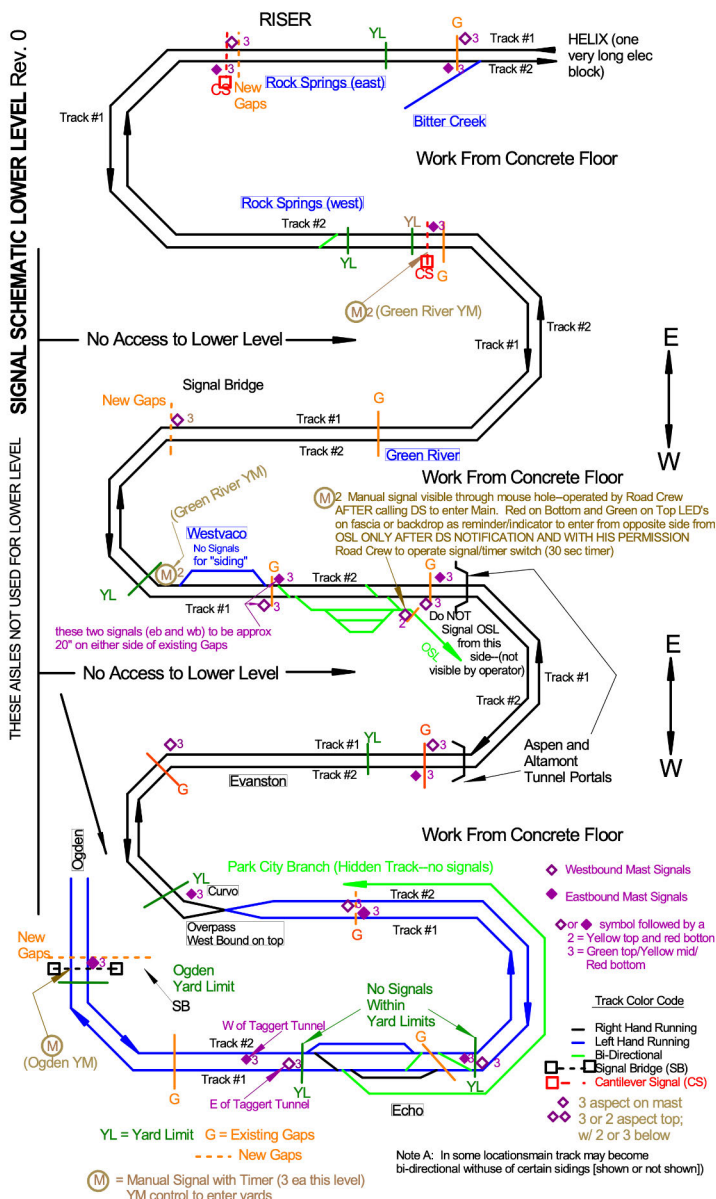 SIGNAL SCHEMATIC LOWER LEVEL Rev. 0
THESE AISLES NOT USED FOR LOWER LEVEL
RISER
G
3
3
YL
Track #1
HELIX (one
very long elec
block)
3
3
Track #2
CS
New
Gaps
Rock Springs (east)
Bitter Creek
Track #1
Work From Concrete Floor
Rock Springs (west)
Track #2
YL
3
YL
CS
G
M 2 (Green River YM)
Track #2
No Access to Lower Level
Track #1
E
Signal Bridge
New Gaps
G
3
Track #1
Track #2
Green River
W
(Green River YM)
Work From Concrete Floor
M 2 Manual signal visible through mouse hole--operated by Road Crew
AFTER calling DS to enter Main. Red on Bottom and Green on Top LED's
on fascia or backdrop as reminder/indicator to enter from opposite side from
OSL ONLY AFTER DS NOTIFICATION AND WITH HIS PERMISSION
Road Crew to operate signal/timer switch (30 sec timer)
Westvaco
No Signals
for "siding"
G
G
M 2
3
Track #2
3
YL
Track #1
3
3
2
these two signals (eb and wb) to be approx
20" on either side of existing Gaps
Do NOT
Signal OSL
from this
side--(not
visible by operator)
OSL
E
No Access to Lower Level
Track #1
Track #2
YL
G
3
Track #1
3
Track #2
3
Evanston
G
Aspen and
Altamont
Tunnel Portals
W
Work From Concrete Floor
Ogden
Park City Branch (Hidden Track--no signals)
YL
3
Curvo
Track #2
3
3
Track #1
G
Overpass
West Bound on top
Westbound Mast Signals
Eastbound Mast Signals
or symbol followed by a
2 = Yellow top and red bottom
3 = Green top/Yellow mid/
Red bottom
New
Gaps
3
Ogden
Yard Limit
SB
No Signals
Within
Yard Limits
M
(Ogden YM)
Track Color Code
Right Hand Running
Left Hand Running
Bi-Directional
Signal Bridge (SB)
Cantilever Signal (CS)
G
YL
W of Taggert Tunnel
G
Track #2
3
3
3
3
Track #1
E of Taggert Tunnel
YL
G
Echo
3 aspect on mast
3 or 2 aspect top;
w/ 2 or 3 below
YL = Yard Limit
G = Existing Gaps
New Gaps
Note A: In some locationsmain track may become
bi-directional withuse of certain sidings [shown or not shown])
M = Manual Signal with Timer (3 ea this level)
YM control to enter yards